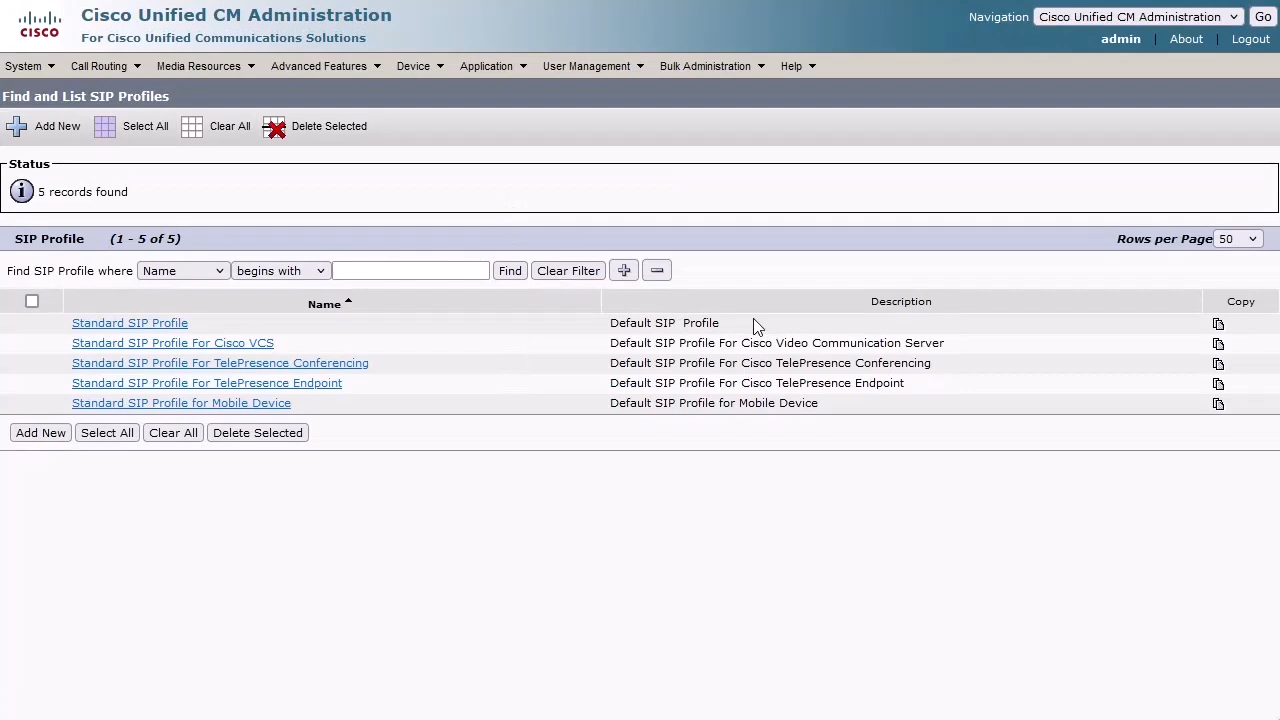 CISCO
Cisco Unified CM Administration
For Cisco Unified Communications Solutions
Navigation Cisco Unified CM Administration Go
admin | About | Logout
System Call Routing Media Resources Advanced Features Device Application User Management Bulk Administration Help
Find and List SIP Profiles
Add New Select All Clear All Delete Selected
Status
i 5 records found
SIP Profile (1 - 5 of 5) Rows per Page 50
Find SIP Profile where Name begins with Find Clear Filter
Name Description Copy
Standard SIP Profile Default SIP  Profile
Standard SIP Profile For Cisco VCS Default SIP Profile For Cisco Video Communication Server
Standard SIP Profile For TelePresence Conferencing Default SIP Profile For Cisco TelePresence Conferencing
Standard SIP Profile For TelePresence Endpoint Default SIP Profile For Cisco TelePresence Endpoint
Standard SIP Profile for Mobile Device Default SIP Profile for Mobile Device
Add New Select All Clear All Delete Selected